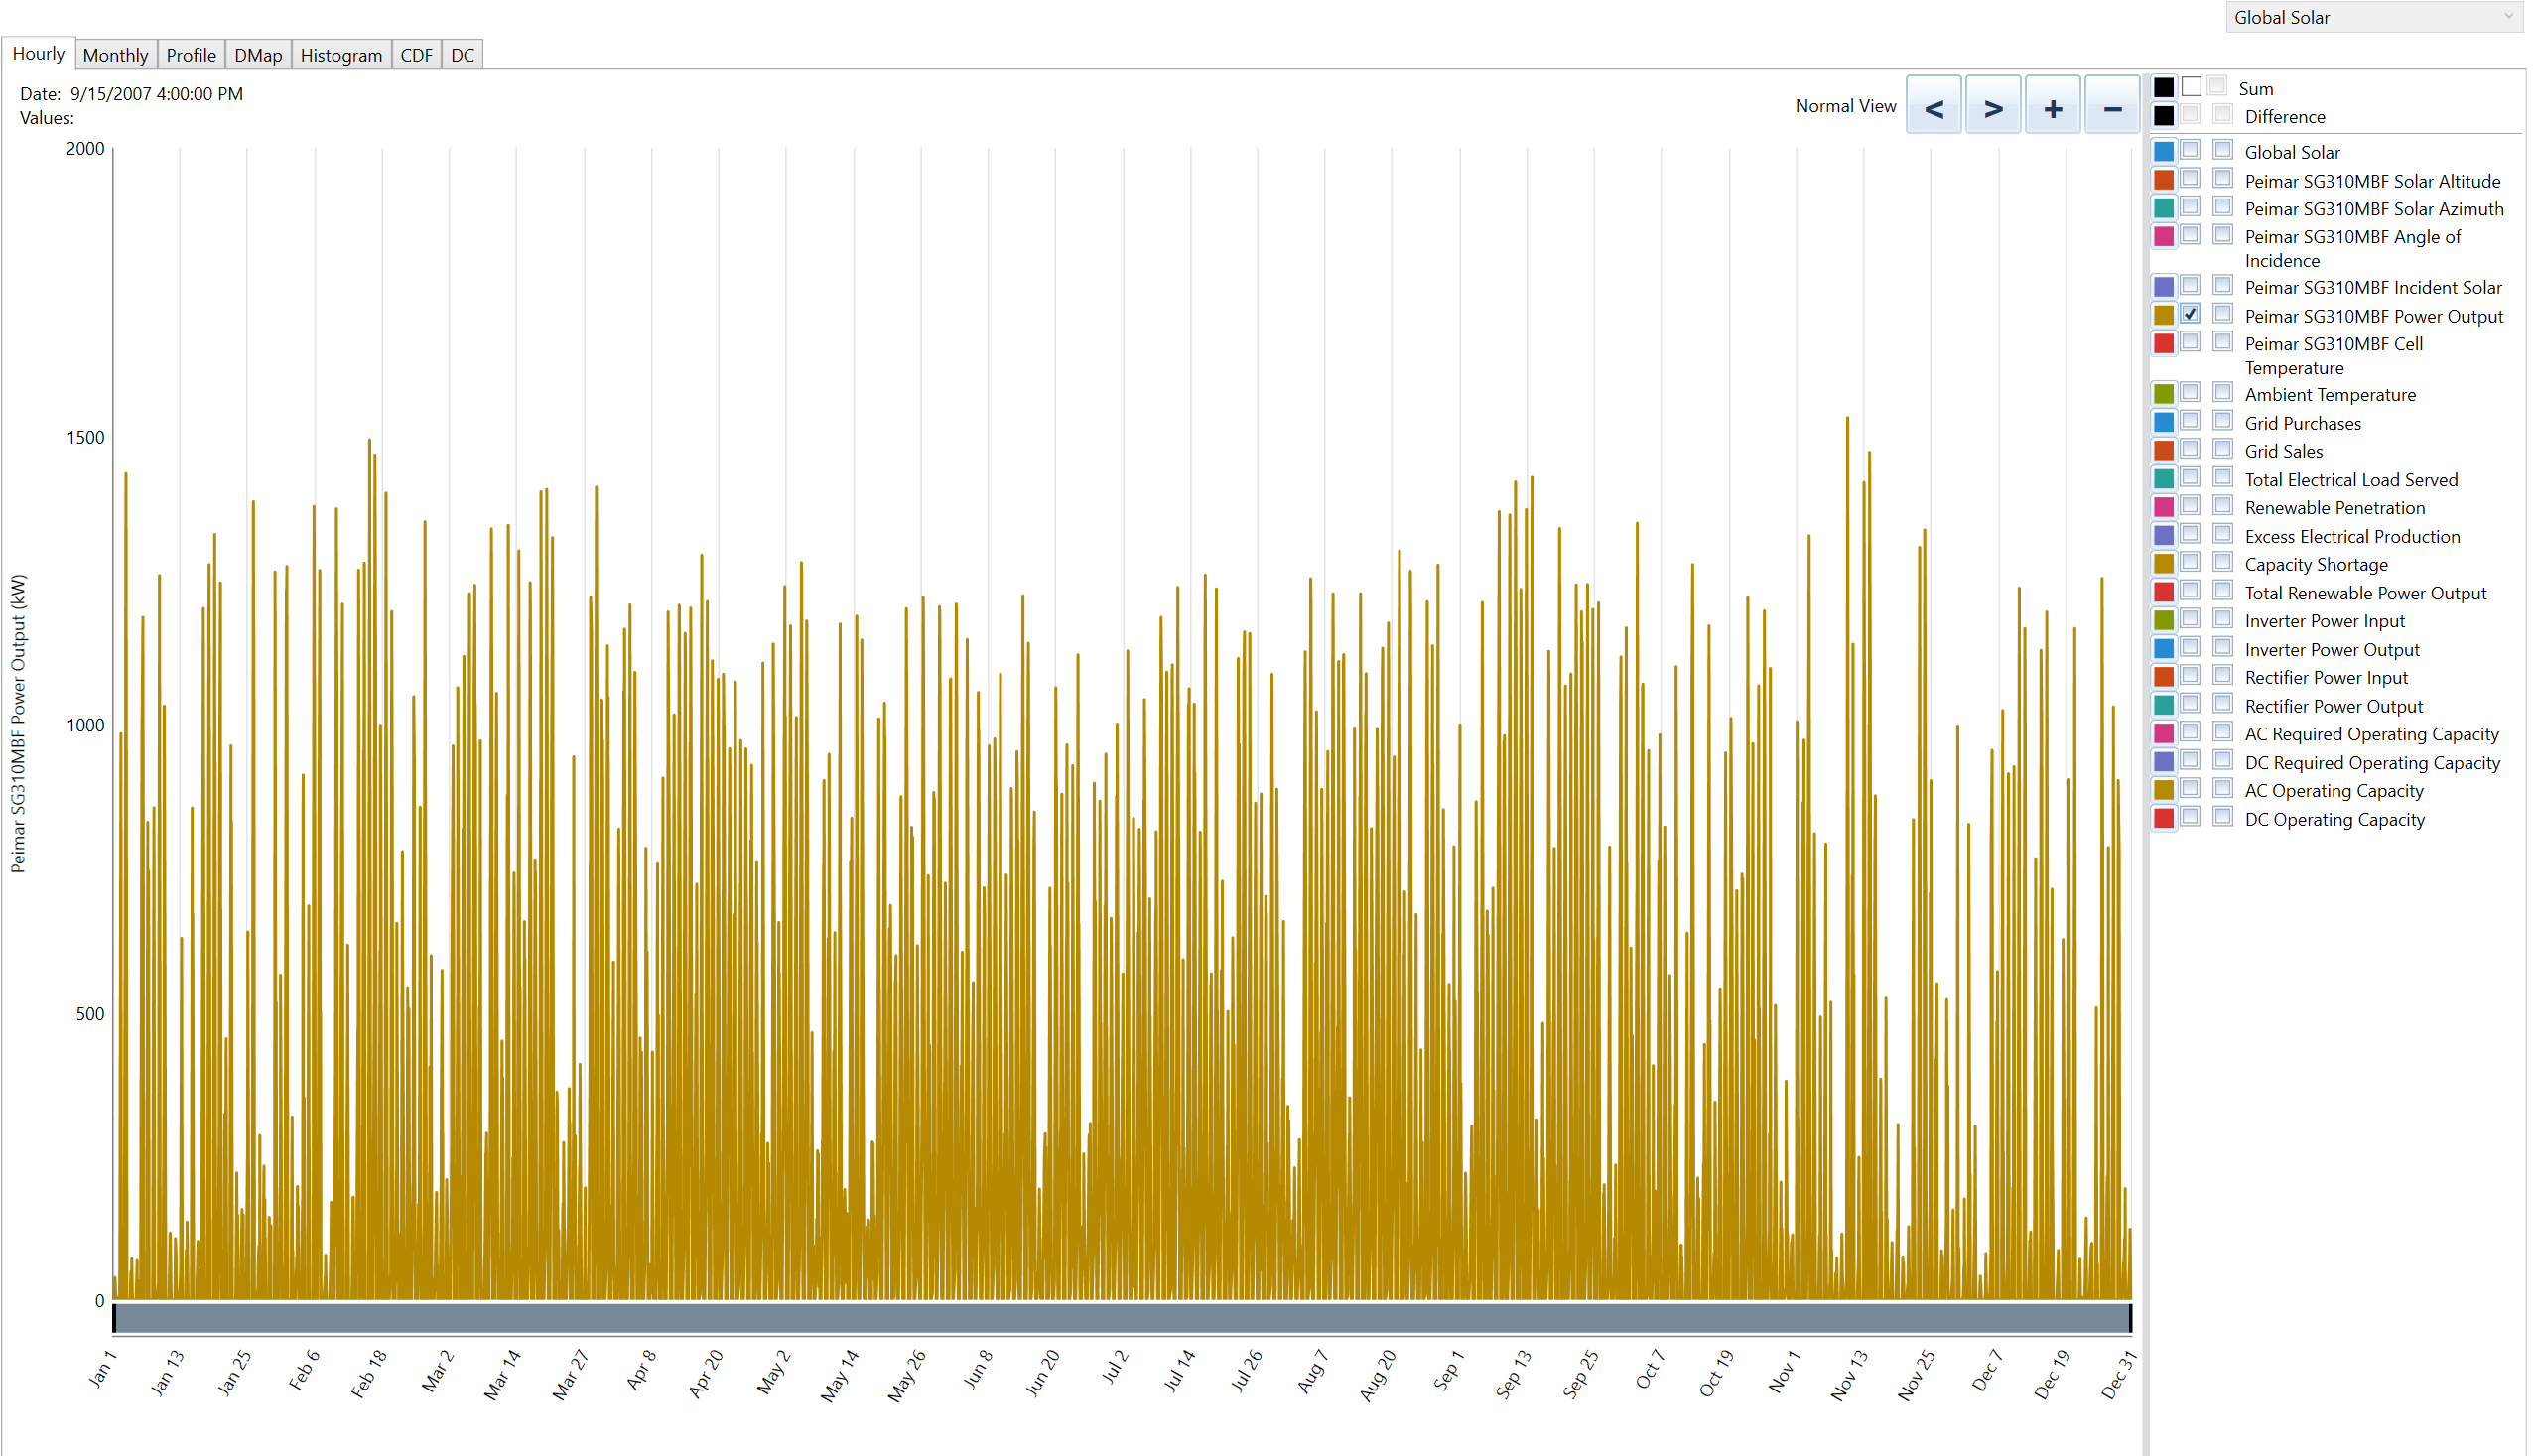 Global Solar
Hourly Monthly Profile DMap Histogram CDF DC
Date: 9/15/2007 4:00:00 PM
Values:
Normal View < > + −
Sum
Difference
Global Solar
Peimar SG310MBF Solar Altitude
Peimar SG310MBF Solar Azimuth
Peimar SG310MBF Angle of
Incidence
Peimar SG310MBF Incident Solar
Peimar SG310MBF Power Output
Peimar SG310MBF Cell
Temperature
Ambient Temperature
Grid Purchases
Grid Sales
Total Electrical Load Served
Renewable Penetration
Excess Electrical Production
Capacity Shortage
Total Renewable Power Output
Inverter Power Input
Inverter Power Output
Rectifier Power Input
Rectifier Power Output
AC Required Operating Capacity
DC Required Operating Capacity
AC Operating Capacity
DC Operating Capacity
Peimar SG310MBF Power Output (kW)
2000
1500
1000
500
0
Jan 1 Jan 13 Jan 25 Feb 6 Feb 18 Mar 2 Mar 14 Mar 27 Apr 8 Apr 20 May 2 May 14 May 26 Jun 8 Jun 20 Jul 2 Jul 14 Jul 26 Aug 7 Aug 20 Sep 1 Sep 13 Sep 25 Oct 7 Oct 19 Nov 1 Nov 13 Nov 25 Dec 7 Dec 19 Dec 31